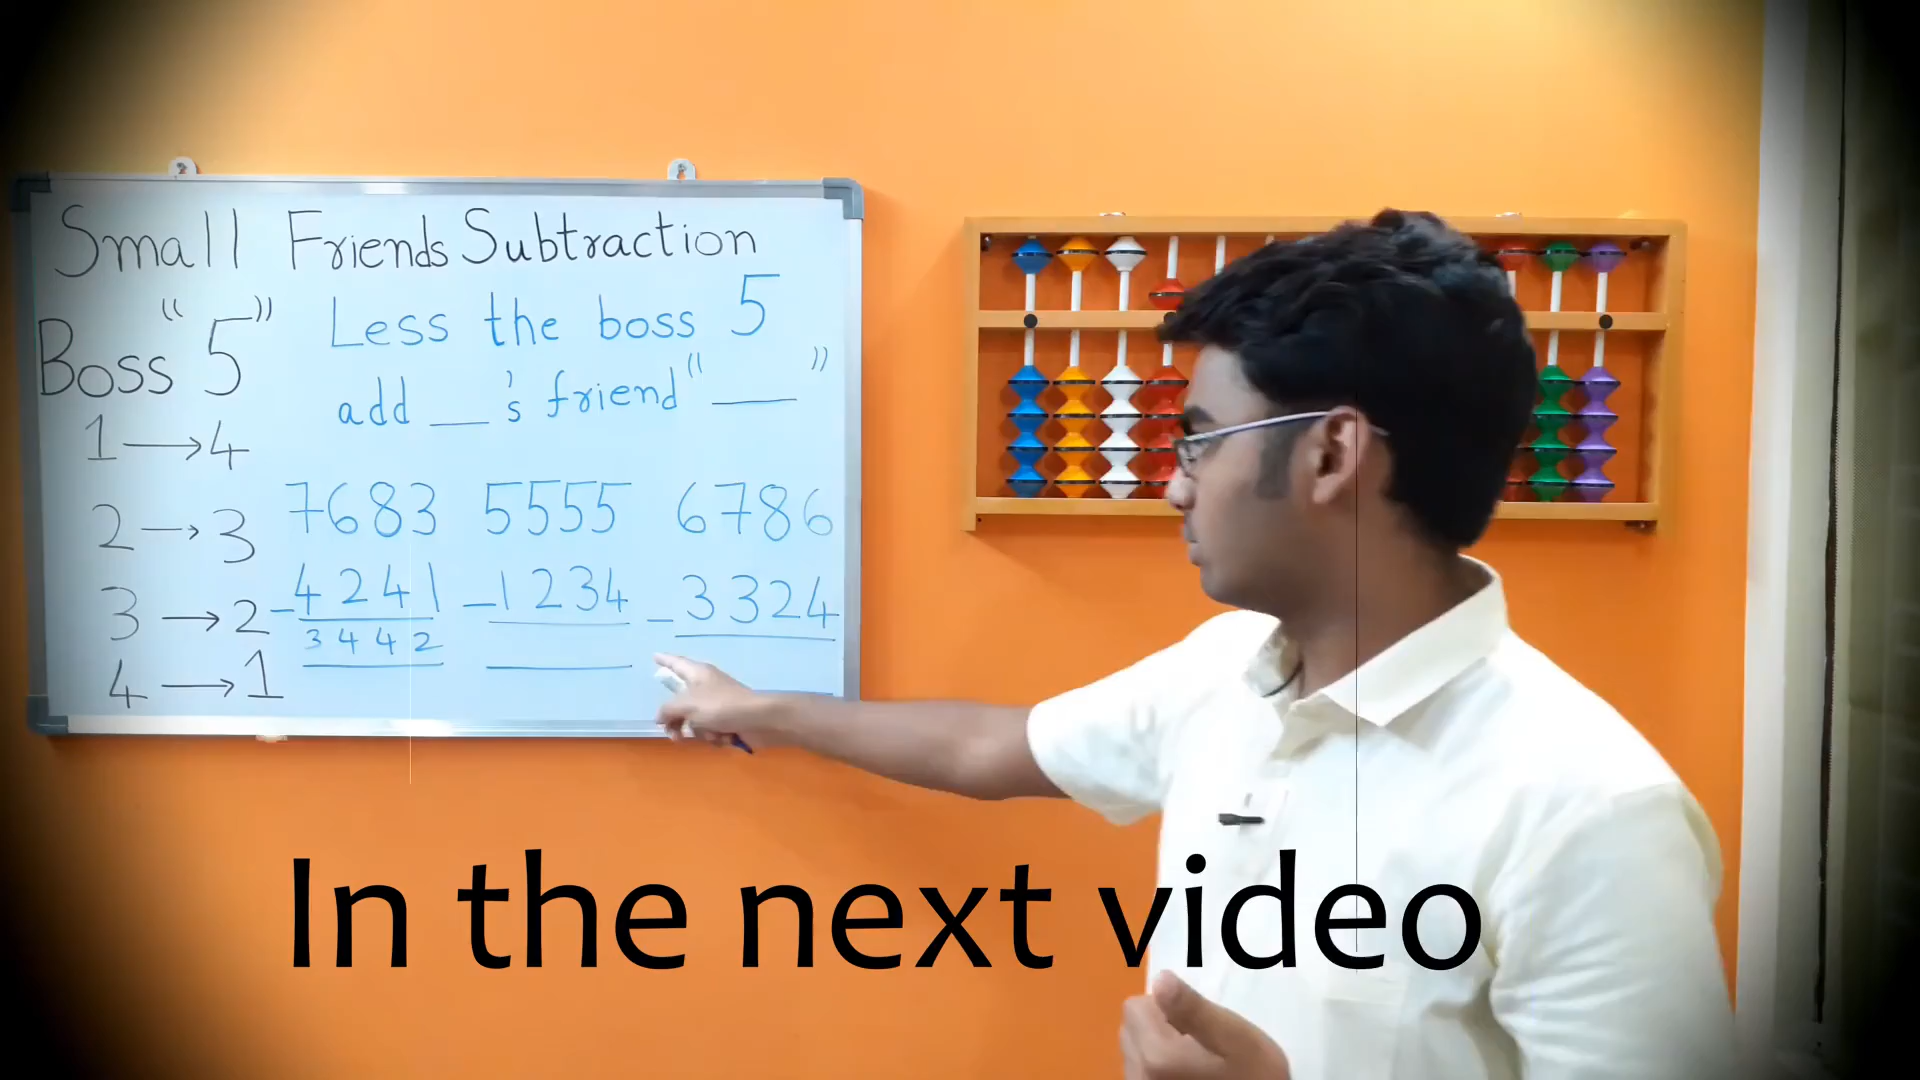 Small Friends Subtraction
Boss "5"
Less the boss 5
add __'s friend "__"
1→4
2→3
3→2
4→1
7683
-4241
3442
5555
-1234
6786
-3324
In the next video